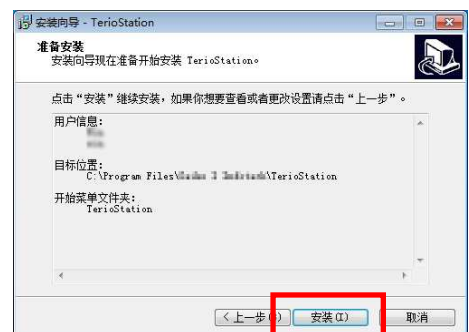 安装向导 - TerioStation
准备安装
安装向导现在准备开始安装 TerioStation。
点击“安装”继续安装，如果你想要查看或者更改设置请点击“上一步”。
用户信息:
目标位置:
C:\Program Files\ \TerioStation
开始菜单文件夹:
TerioStation
<上一步( ) 安装(I) 取消